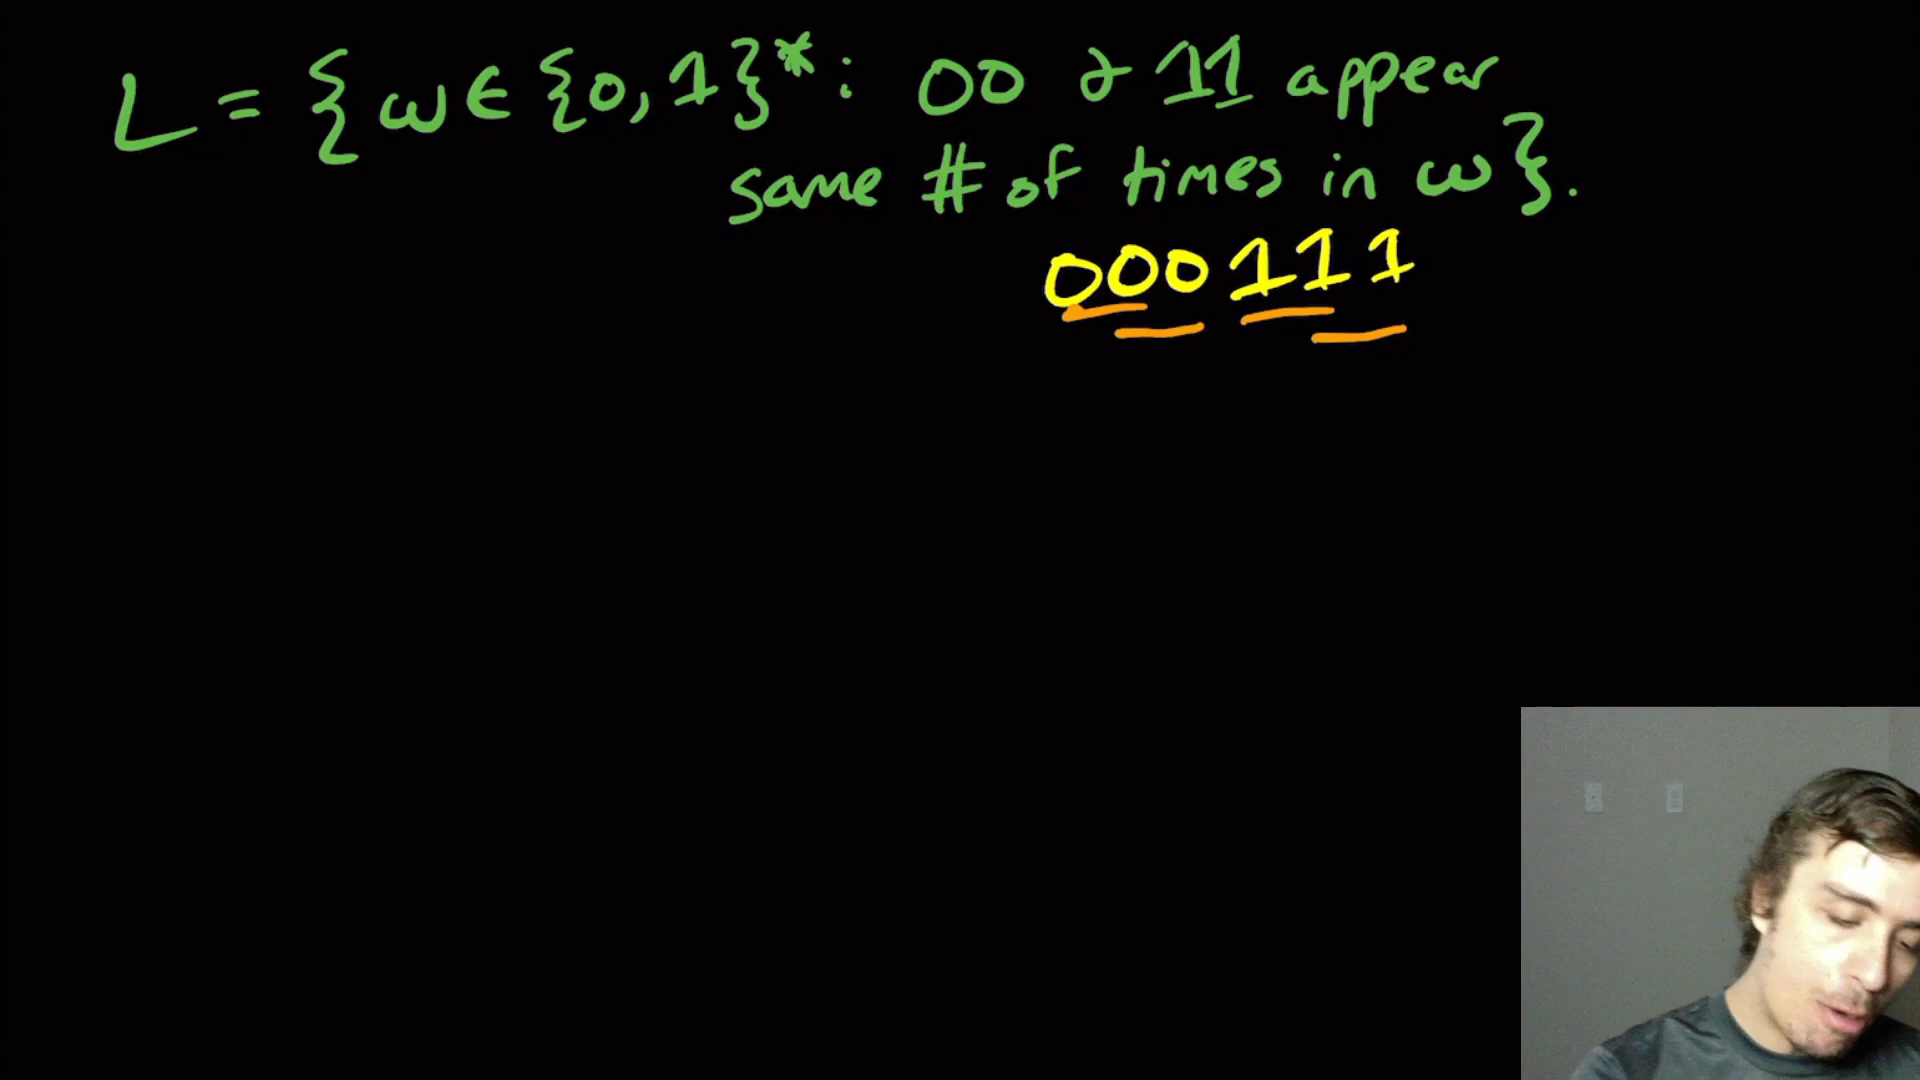 L = {w∈{0,1}*: 00 & 11 appear
same # of times in w}.
000111